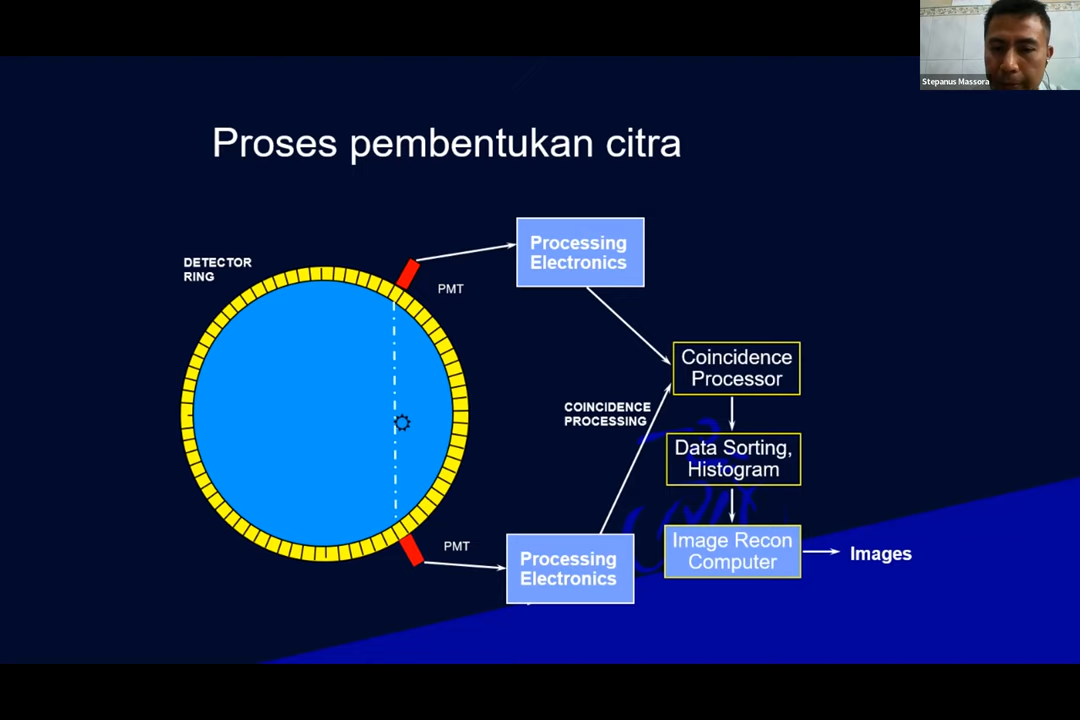 Stepanus Massora
Proses pembentukan citra
DETECTOR
RING
PMT
Processing
Electronics
Coincidence
Processor
COINCIDENCE
PROCESSING
Data Sorting,
Histogram
PMT
Processing
Electronics
Image Recon
Computer
Images